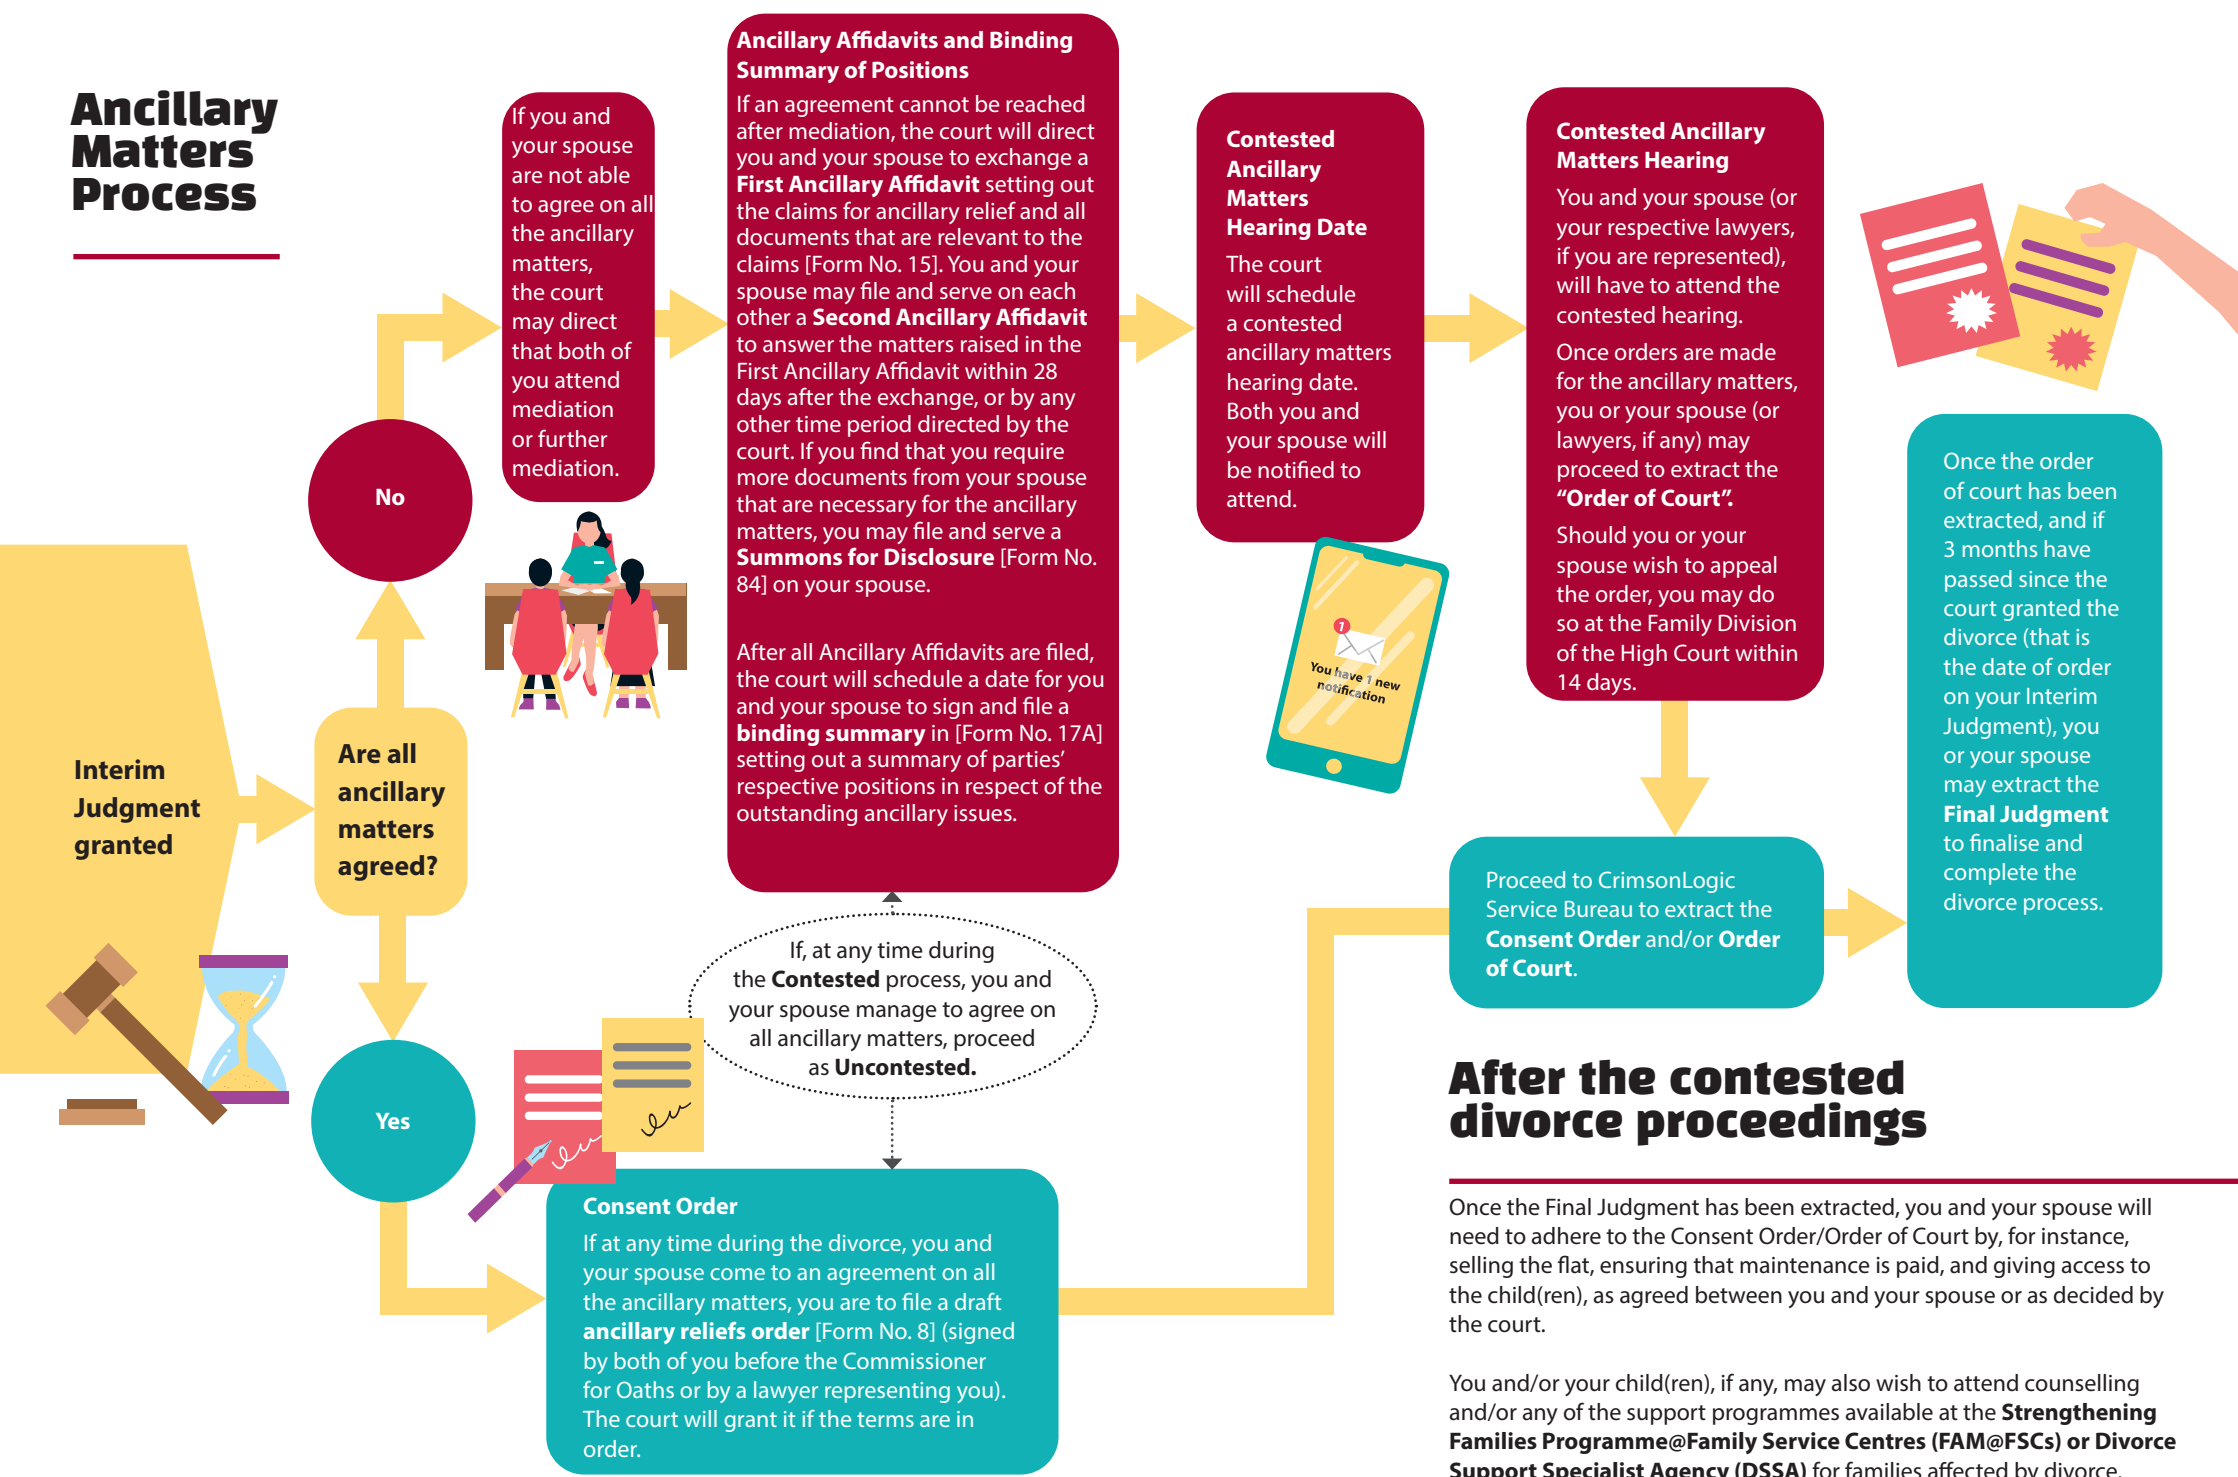 Ancillary
Matters
Process
Interim
Judgment
granted
Are all
ancillary
matters
agreed?
No
If you and
your spouse
are not able
to agree on all
the ancillary
matters,
the court
may direct
that both of
you attend
mediation
or further
mediation.
Ancillary Affidavits and Binding
Summary of Positions
If an agreement cannot be reached
after mediation, the court will direct
you and your spouse to exchange a
First Ancillary Affidavit setting out
the claims for ancillary relief and all
documents that are relevant to the
claims [Form No. 15]. You and your
spouse may file and serve on each
other a Second Ancillary Affidavit
to answer the matters raised in the
First Ancillary Affidavit within 28
days after the exchange, or by any
other time period directed by the
court. If you find that you require
more documents from your spouse
that are necessary for the ancillary
matters, you may file and serve a
Summons for Disclosure [Form No.
84] on your spouse.
After all Ancillary Affidavits are filed,
the court will schedule a date for you
and your spouse to sign and file a
binding summary in [Form No. 17A]
setting out a summary of parties’
respective positions in respect of the
outstanding ancillary issues.
Contested
Ancillary
Matters
Hearing Date
The court
will schedule
a contested
ancillary matters
hearing date.
Both you and
your spouse will
be notified to
attend.
1
You have 1 new
notification
Contested Ancillary
Matters Hearing
You and your spouse (or
your respective lawyers,
if you are represented),
will have to attend the
contested hearing.
Once orders are made
for the ancillary matters,
you or your spouse (or
lawyers, if any) may
proceed to extract the
“Order of Court”.
Should you or your
spouse wish to appeal
the order, you may do
so at the Family Division
of the High Court within
14 days.
If, at any time during
the Contested process, you and
your spouse manage to agree on
all ancillary matters, proceed
as Uncontested.
Yes
Consent Order
If at any time during the divorce, you and
your spouse come to an agreement on all
the ancillary matters, you are to file a draft
ancillary reliefs order [Form No. 8] (signed
by both of you before the Commissioner
for Oaths or by a lawyer representing you).
The court will grant it if the terms are in
order.
Proceed to CrimsonLogic
Service Bureau to extract the
Consent Order and/or Order
of Court.
Once the order
of court has been
extracted, and if
3 months have
passed since the
court granted the
divorce (that is
the date of order
on your Interim
Judgment), you
or your spouse
may extract the
Final Judgment
to finalise and
complete the
divorce process.
After the contested
divorce proceedings
Once the Final Judgment has been extracted, you and your spouse will
need to adhere to the Consent Order/Order of Court by, for instance,
selling the flat, ensuring that maintenance is paid, and giving access to
the child(ren), as agreed between you and your spouse or as decided by
the court.
You and/or your child(ren), if any, may also wish to attend counselling
and/or any of the support programmes available at the Strengthening
Families Programme@Family Service Centres (FAM@FSCs) or Divorce
Support Specialist Agency (DSSA) for families affected by divorce.